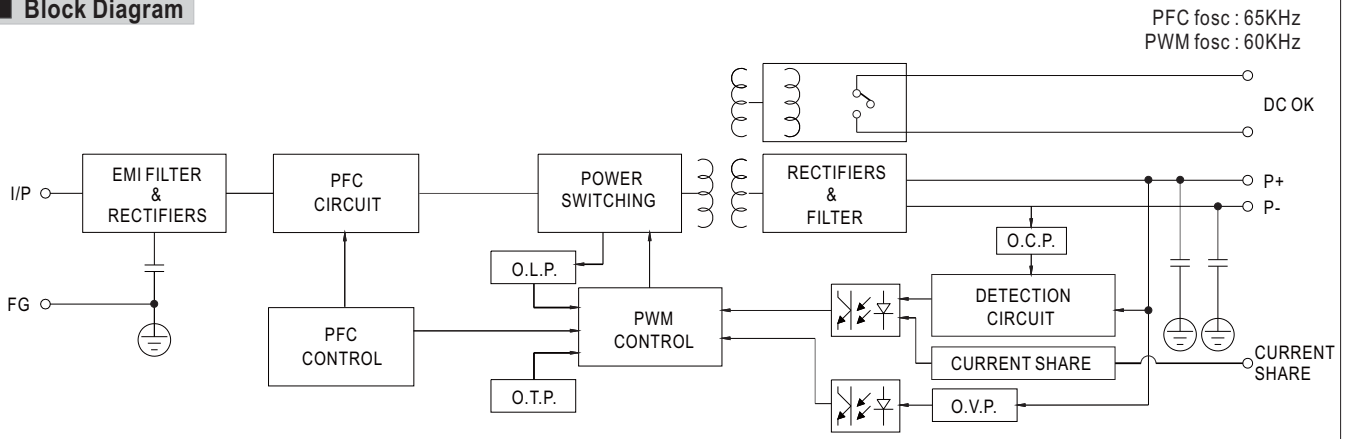 Block Diagram
PFC fosc : 65KHz
PWM fosc : 60KHz
DC OK
I/P
EMI FILTER
&
RECTIFIERS
PFC
CIRCUIT
POWER
SWITCHING
RECTIFIERS
&
FILTER
P+
P-
O.C.P.
O.L.P.
FG
PFC
CONTROL
PWM
CONTROL
DETECTION
CIRCUIT
CURRENT SHARE
CURRENT
SHARE
O.T.P.
O.V.P.